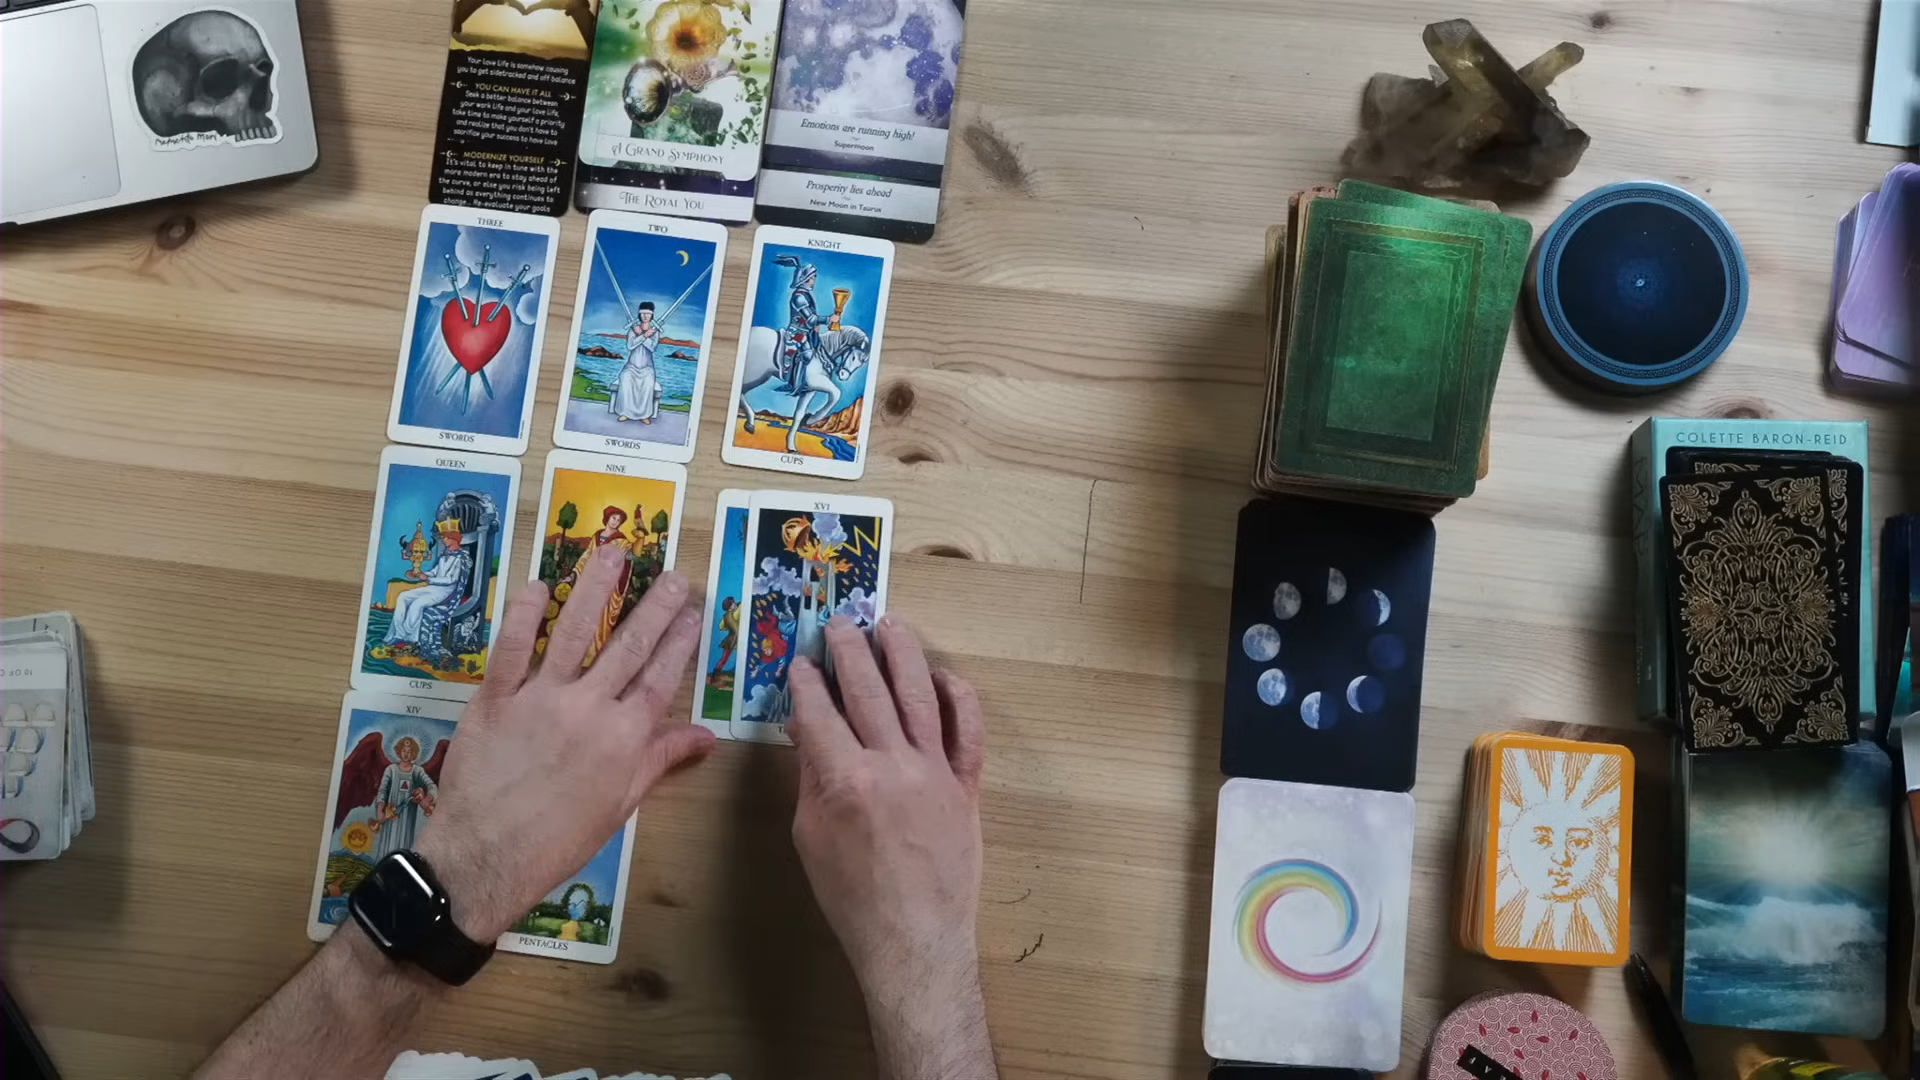 Memento Mori
Your Love Life is somehow causing
you to get sidetracked and off balance
YOU CAN HAVE IT ALL
Seek a better balance between
your work life and your love life,
take time to make yourself a priority
and realize that you don't have to
sacrifice your success to have love
MODERNIZE YOURSELF
It's vital to keep in tune with the
more modern era to stay ahead of
the curve, or else you risk being left
behind as everything continues to
change... Re-evaluate your goals
A GRAND SYMPHONY
THE ROYAL YOU
Emotions are running high!
Supermoon
Prosperity lies ahead
New Moon in Taurus
THREE
SWORDS
TWO
SWORDS
KNIGHT
CUPS
QUEEN
CUPS
NINE
XVI
XIV
PENTACLES
COLETTE BARON-REID
10 OF